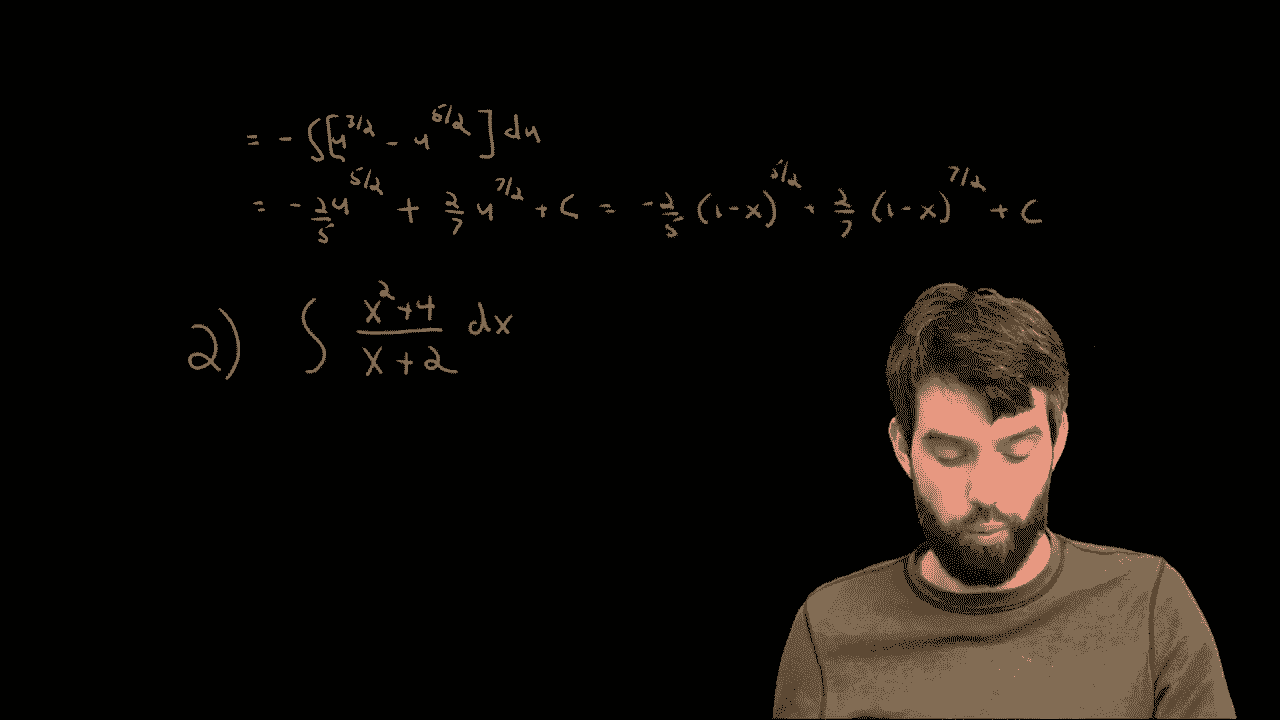 = - ∫[u^3/2 - u^5/2] du
= -2/5 u^5/2 + 2/7 u^7/2 + C = -2/5 (1-x)^5/2 + 2/7 (1-x)^7/2 + C
2) ∫ (x^2+4)/(x+2) dx